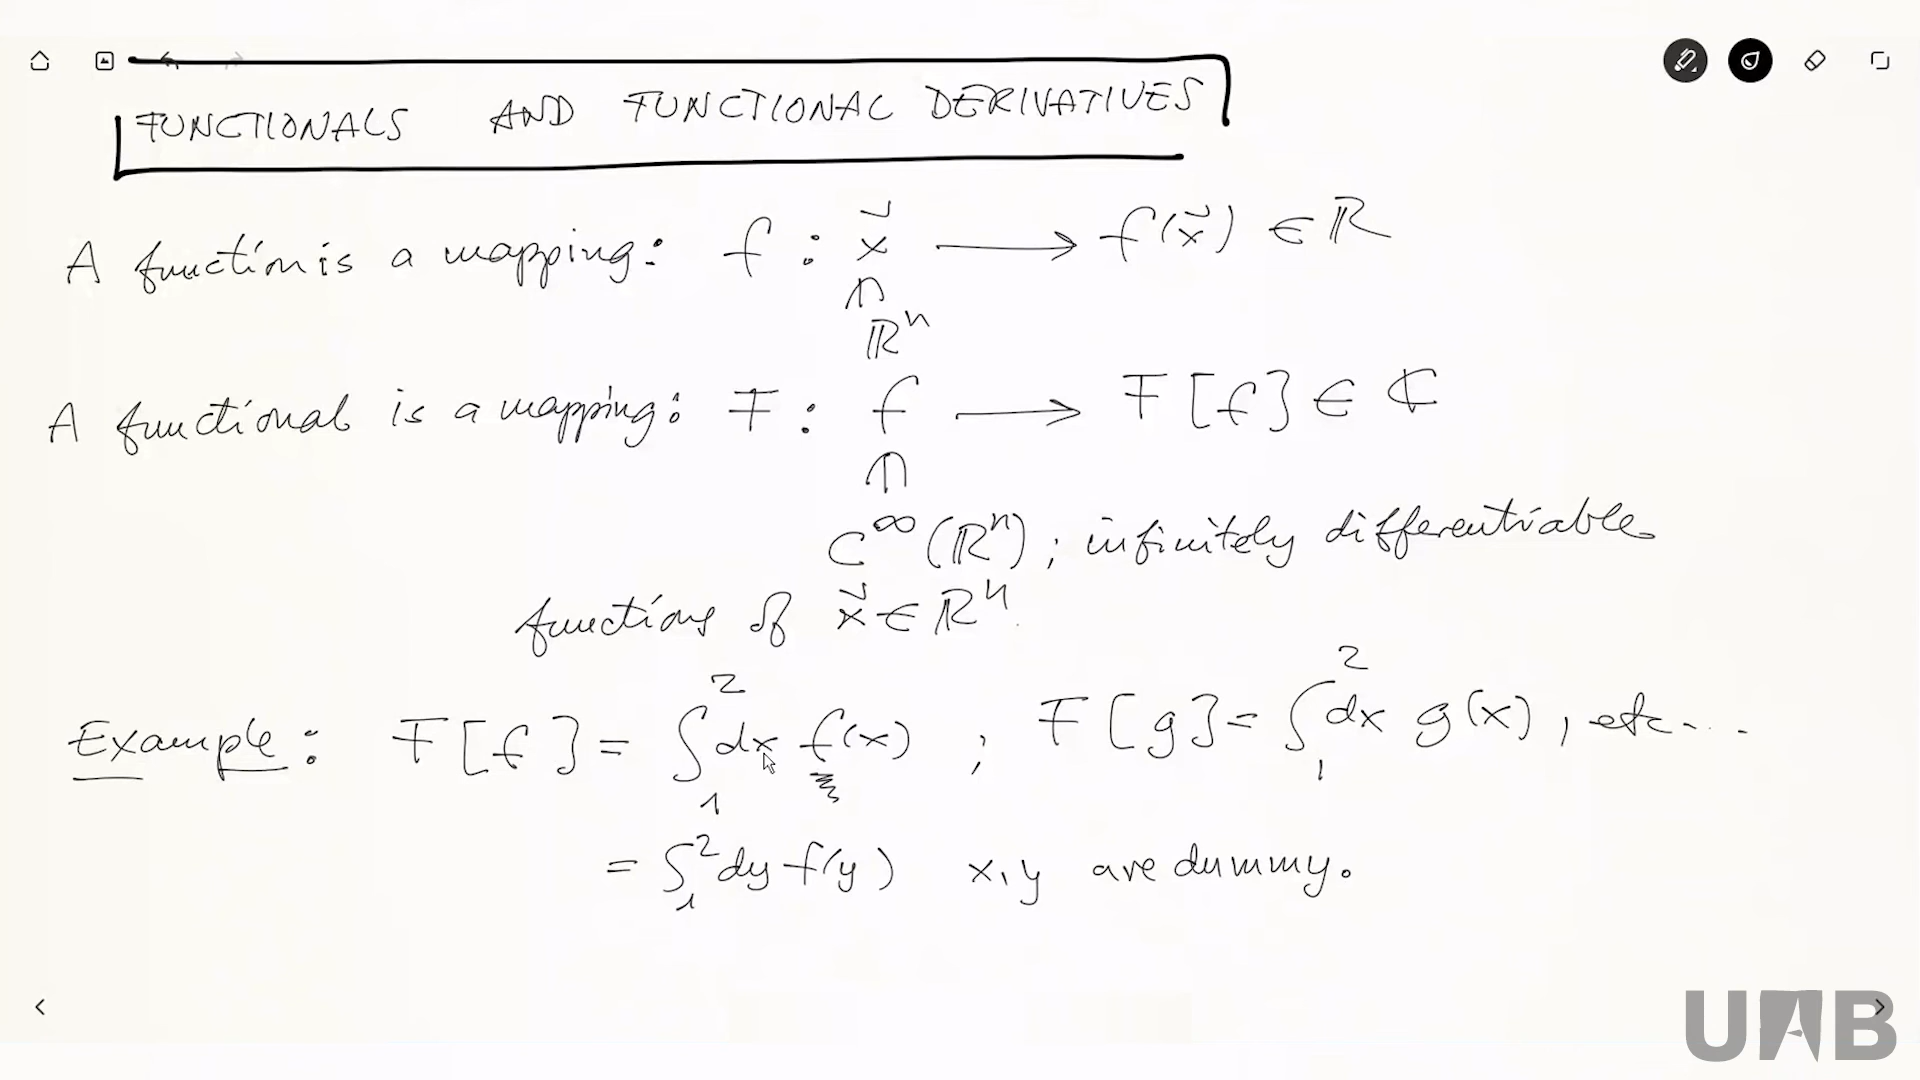 FUNCTIONALS AND FUNCTIONAL DERIVATIVES
A function is a mapping: f : x⃗ ⟶ f(x⃗) ∈ ℝ
∈
ℝⁿ
A functional is a mapping: F : f ⟶ F[f] ∈ ℂ
∈
C^∞(ℝⁿ) ; infinitely differentiable
functions of x⃗ ∈ ℝⁿ.
Example: F[f] = ∫₁² dx f(x) ; F[g] = ∫₁² dx g(x), etc...
= ∫₁² dy f(y) x, y are dummy.
UAB